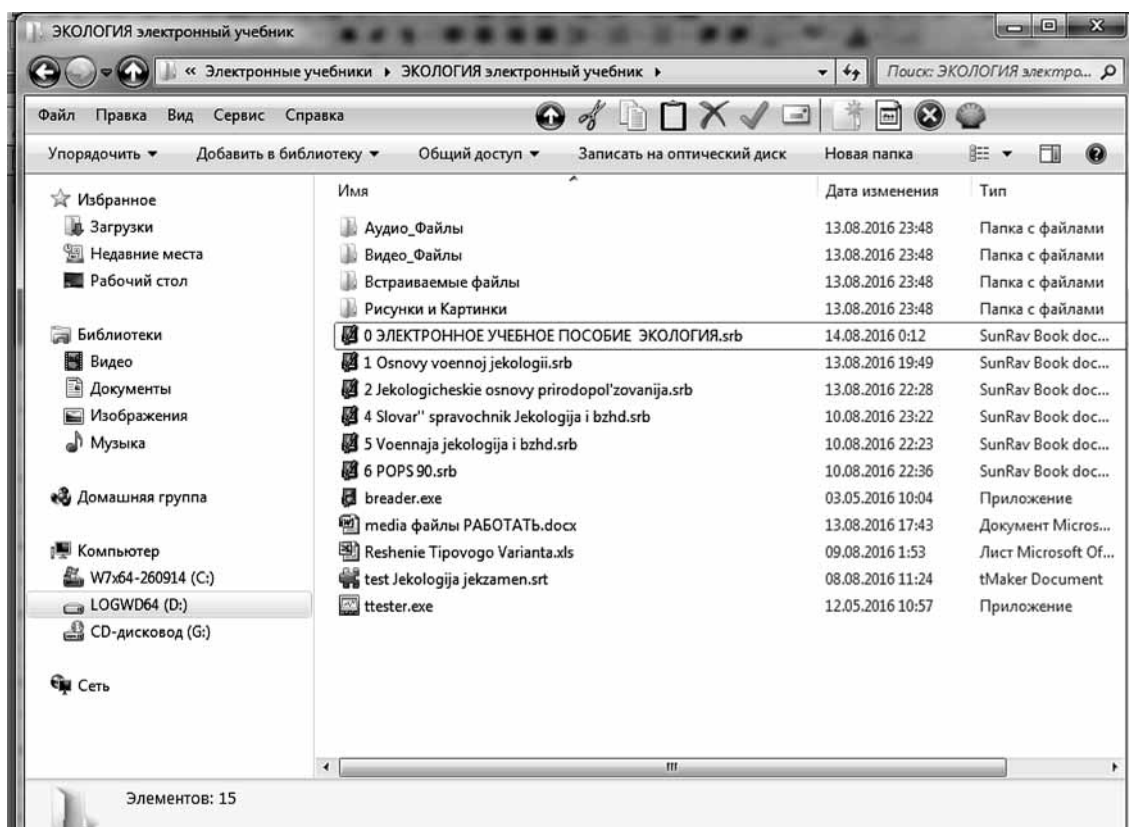 ЭКОЛОГИЯ электронный учебник
« Электронные учебники ▸ ЭКОЛОГИЯ электронный учебник ▸ Поиск: ЭКОЛОГИЯ электро...
Файл Правка Вид Сервис Справка
Упорядочить Добавить в библиотеку Общий доступ Записать на оптический диск Новая папка
Избранное
Загрузки
Недавние места
Рабочий стол
Библиотеки
Видео
Документы
Изображения
Музыка
Домашняя группа
Компьютер
W7x64-260914 (C:)
LOGWD64 (D:)
CD-дисковод (G:)
Сеть
Имя Дата изменения Тип
Аудио_Файлы 13.08.2016 23:48 Папка с файлами
Видео_Файлы 13.08.2016 23:48 Папка с файлами
Встраиваемые файлы 13.08.2016 23:48 Папка с файлами
Рисунки и Картинки 13.08.2016 23:48 Папка с файлами
0 ЭЛЕКТРОННОЕ УЧЕБНОЕ ПОСОБИЕ ЭКОЛОГИЯ.srb 14.08.2016 0:12 SunRav Book doc...
1 Osnovy voennoj jekologii.srb 13.08.2016 19:49 SunRav Book doc...
2 Jekologicheskie osnovy prirodopol'zovanija.srb 13.08.2016 22:28 SunRav Book doc...
4 Slovar'' spravochnik Jekologija i bzhd.srb 10.08.2016 23:22 SunRav Book doc...
5 Voennaja jekologija i bzhd.srb 10.08.2016 22:23 SunRav Book doc...
6 POPS 90.srb 10.08.2016 22:36 SunRav Book doc...
breader.exe 03.05.2016 10:04 Приложение
media файлы РАБОТАТЬ.docx 13.08.2016 17:43 Документ Micros...
Reshenie Tipovogo Varianta.xls 09.08.2016 1:53 Лист Microsoft Of...
test Jekologija jekzamen.srt 08.08.2016 11:24 tMaker Document
ttester.exe 12.05.2016 10:57 Приложение
Элементов: 15